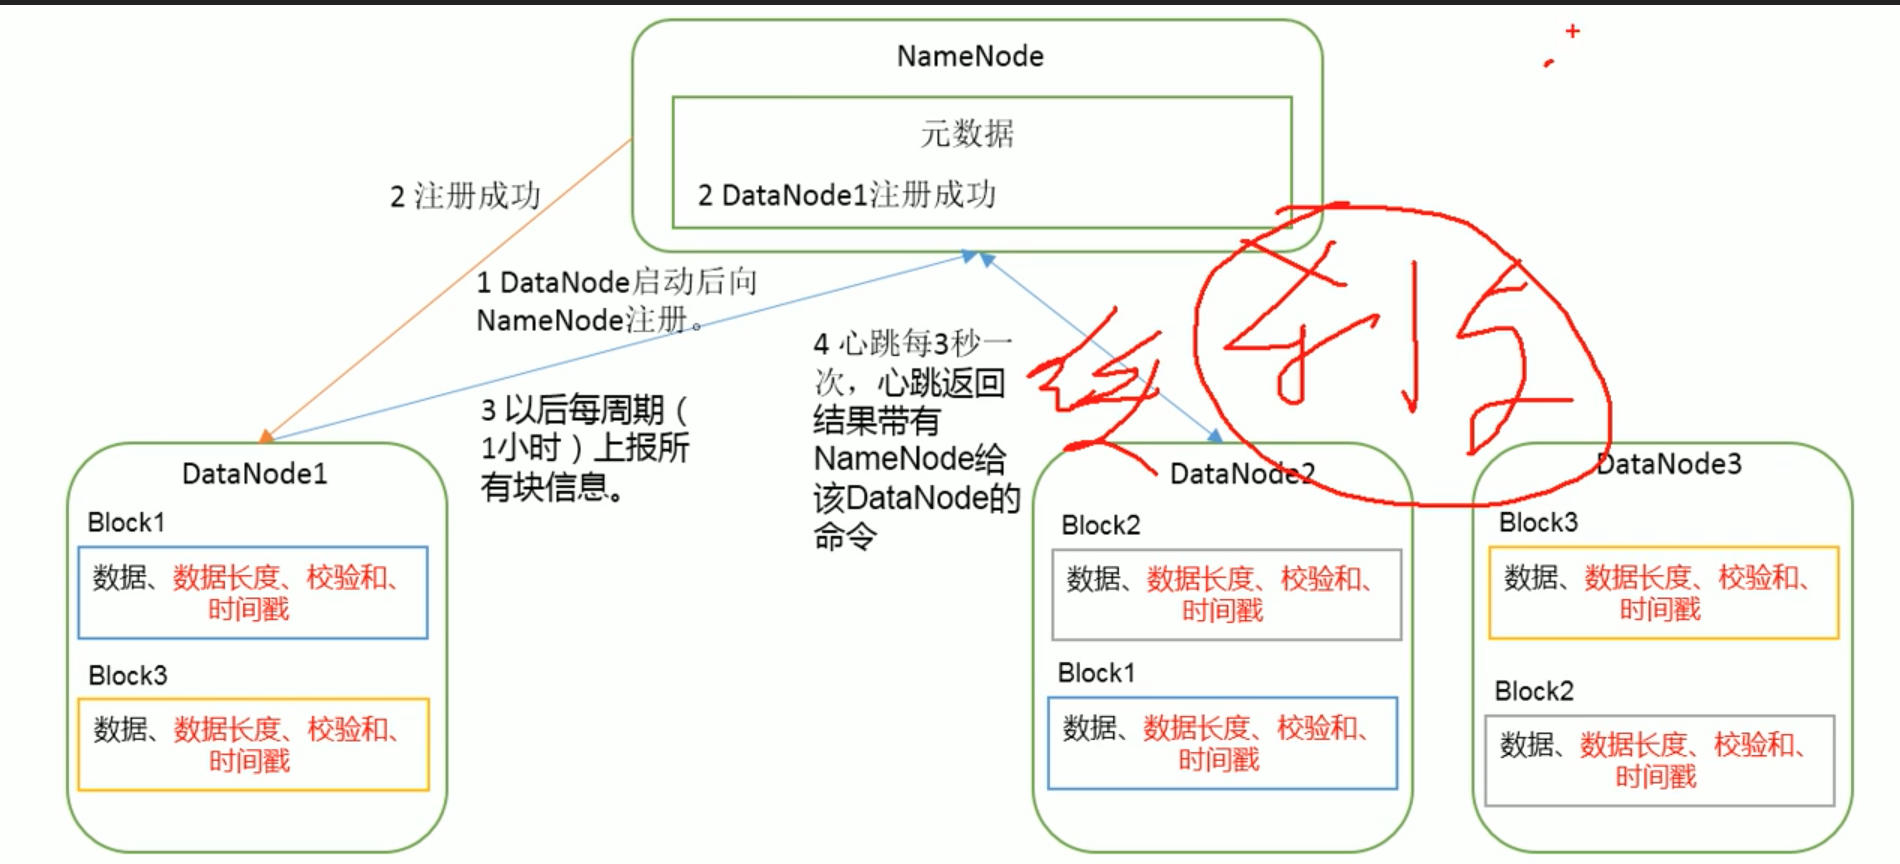 NameNode
元数据
2 注册成功
2 DataNode1注册成功
1 DataNode启动后向
NameNode注册。
3 以后每周期（
1小时）上报所
有块信息。
4 心跳每3秒一
次，心跳返回
结果带有
NameNode给
该DataNode的
命令
DataNode1
Block1
数据、数据长度、校验和、
时间戳
Block3
数据、数据长度、校验和、
时间戳
DataNode2
Block2
数据、数据长度、校验和、
时间戳
Block1
数据、数据长度、校验和、
时间戳
DataNode3
Block3
数据、数据长度、校验和、
时间戳
Block2
数据、数据长度、校验和、
时间戳